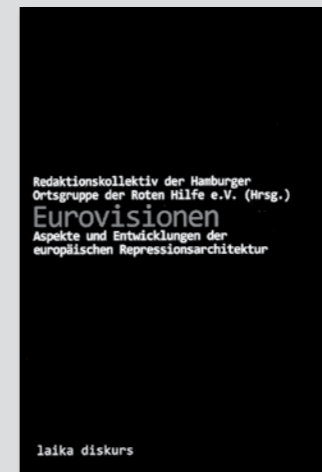 Redaktionskollektiv der Hamburger
Ortsgruppe der Roten Hilfe e.V. (Hrsg.)
Eurovisionen
Aspekte und Entwicklungen der
europäischen Repressionsarchitektur
laika diskurs